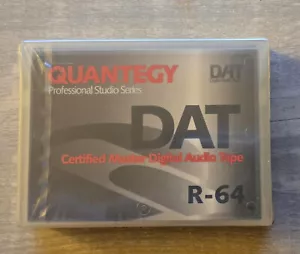 QUANTEGY
Professional Studio Series
DAT
DAT
Certified Master Digital Audio Tape
R-64